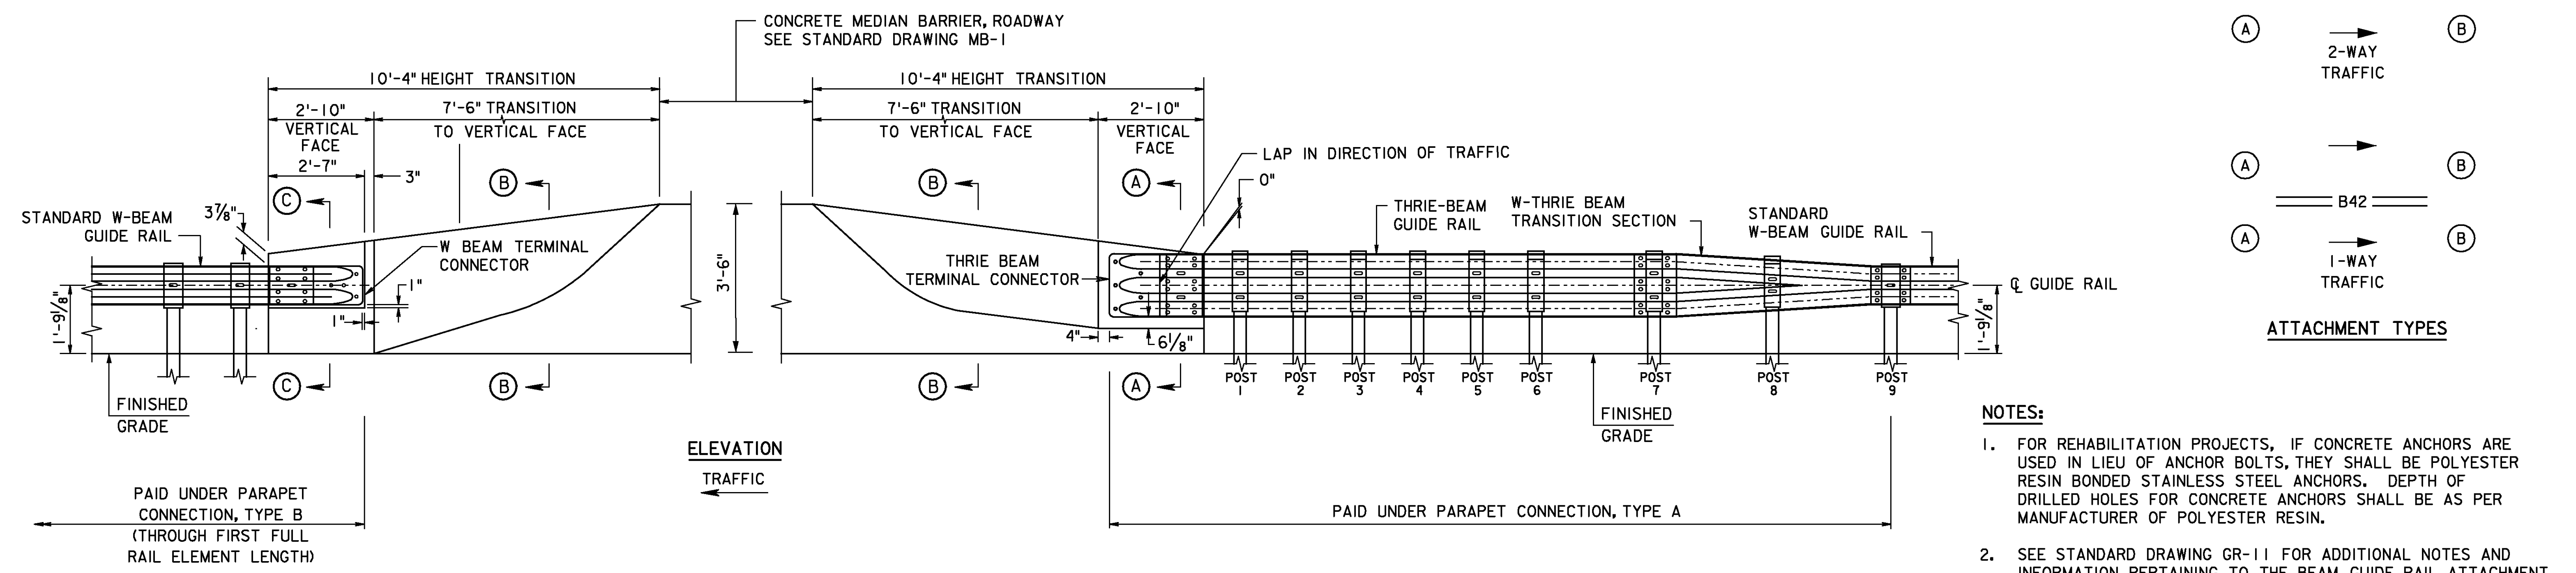 CONCRETE MEDIAN BARRIER, ROADWAY
SEE STANDARD DRAWING MB-1
10'-4" HEIGHT TRANSITION
10'-4" HEIGHT TRANSITION
2'-10"
VERTICAL
FACE
7'-6" TRANSITION
TO VERTICAL FACE
7'-6" TRANSITION
TO VERTICAL FACE
2'-10"
VERTICAL
FACE
2'-7"
3"
LAP IN DIRECTION OF TRAFFIC
0"
B
B
A
C
3⅞"
STANDARD W-BEAM
GUIDE RAIL
W BEAM TERMINAL
CONNECTOR
THRIE-BEAM
GUIDE RAIL
W-THRIE BEAM
TRANSITION SECTION
STANDARD
W-BEAM GUIDE RAIL
THRIE BEAM
TERMINAL CONNECTOR
3'-6"
1'-9⅛"
1"
1"
4"
6⅛"
℄ GUIDE RAIL
1'-9⅛"
C
B
B
A
POST
1
POST
2
POST
3
POST
4
POST
5
POST
6
POST
7
POST
8
POST
9
FINISHED
GRADE
FINISHED
GRADE
ELEVATION
TRAFFIC
PAID UNDER PARAPET
CONNECTION, TYPE B
(THROUGH FIRST FULL
RAIL ELEMENT LENGTH)
PAID UNDER PARAPET CONNECTION, TYPE A
A B
2-WAY
TRAFFIC
A B
B42
A B
1-WAY
TRAFFIC
ATTACHMENT TYPES
NOTES:
1. FOR REHABILITATION PROJECTS, IF CONCRETE ANCHORS ARE
USED IN LIEU OF ANCHOR BOLTS, THEY SHALL BE POLYESTER
RESIN BONDED STAINLESS STEEL ANCHORS. DEPTH OF
DRILLED HOLES FOR CONCRETE ANCHORS SHALL BE AS PER
MANUFACTURER OF POLYESTER RESIN.
2. SEE STANDARD DRAWING GR-11 FOR ADDITIONAL NOTES AND
INFORMATION PERTAINING TO THE BEAM GUIDE RAIL ATTACHMENT